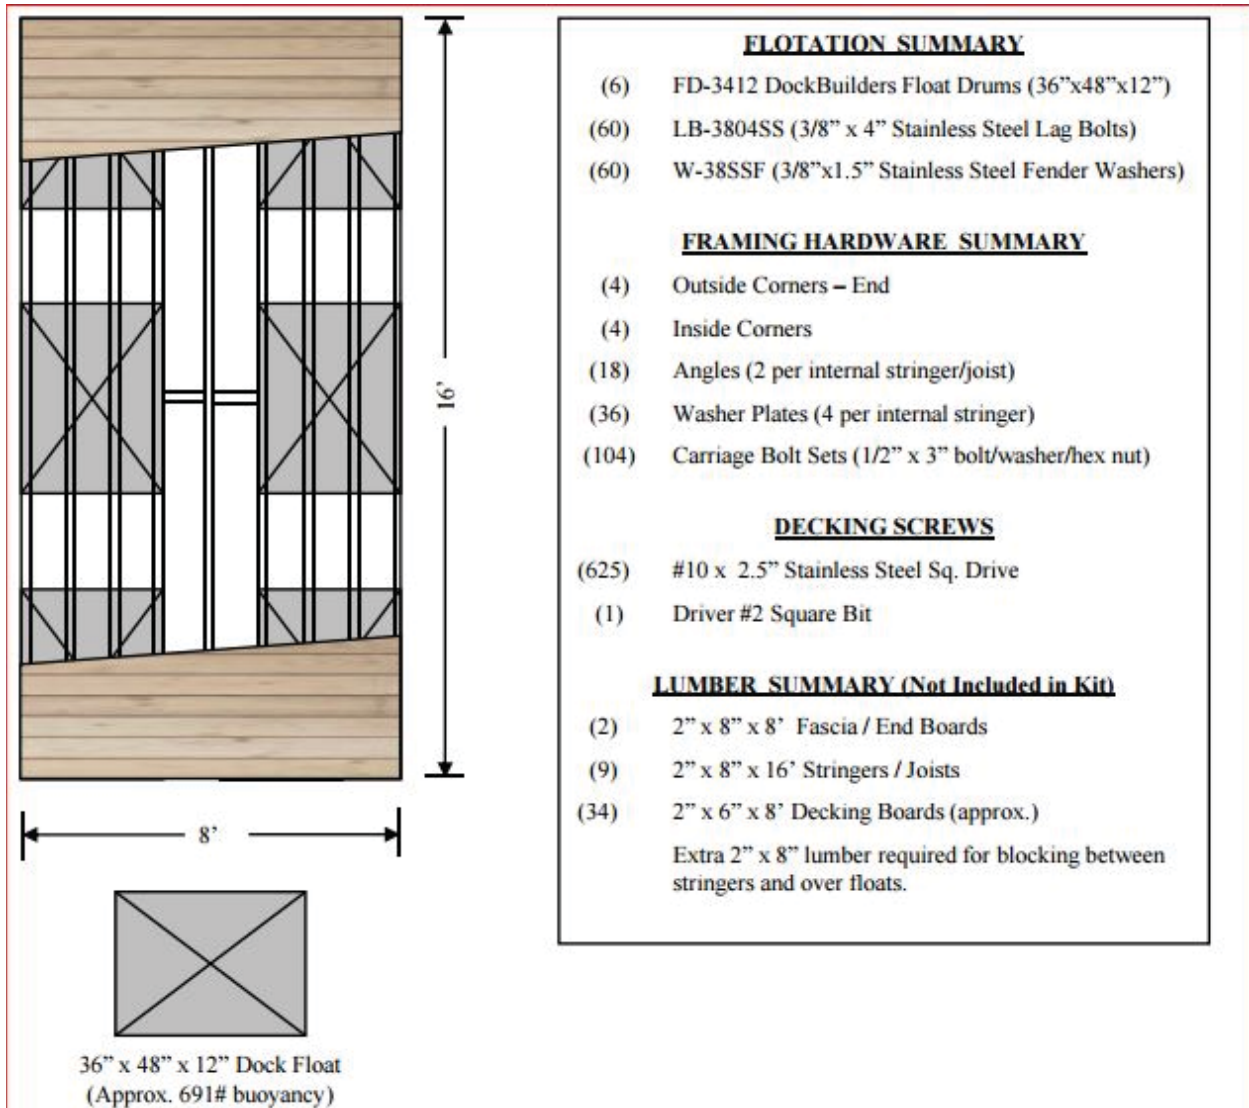 16’
8’
36” x 48” x 12” Dock Float
(Approx. 691# buoyancy)
FLOTATION SUMMARY
(6) FD-3412 DockBuilders Float Drums (36”x48”x12”)
(60) LB-3804SS (3/8” x 4” Stainless Steel Lag Bolts)
(60) W-38SSF (3/8”x1.5” Stainless Steel Fender Washers)
FRAMING HARDWARE SUMMARY
(4) Outside Corners – End
(4) Inside Corners
(18) Angles (2 per internal stringer/joist)
(36) Washer Plates (4 per internal stringer)
(104) Carriage Bolt Sets (1/2” x 3” bolt/washer/hex nut)
DECKING SCREWS
(625) #10 x 2.5” Stainless Steel Sq. Drive
(1) Driver #2 Square Bit
LUMBER SUMMARY (Not Included in Kit)
(2) 2” x 8” x 8’ Fascia / End Boards
(9) 2” x 8” x 16’ Stringers / Joists
(34) 2” x 6” x 8’ Decking Boards (approx.)
Extra 2” x 8” lumber required for blocking between
stringers and over floats.